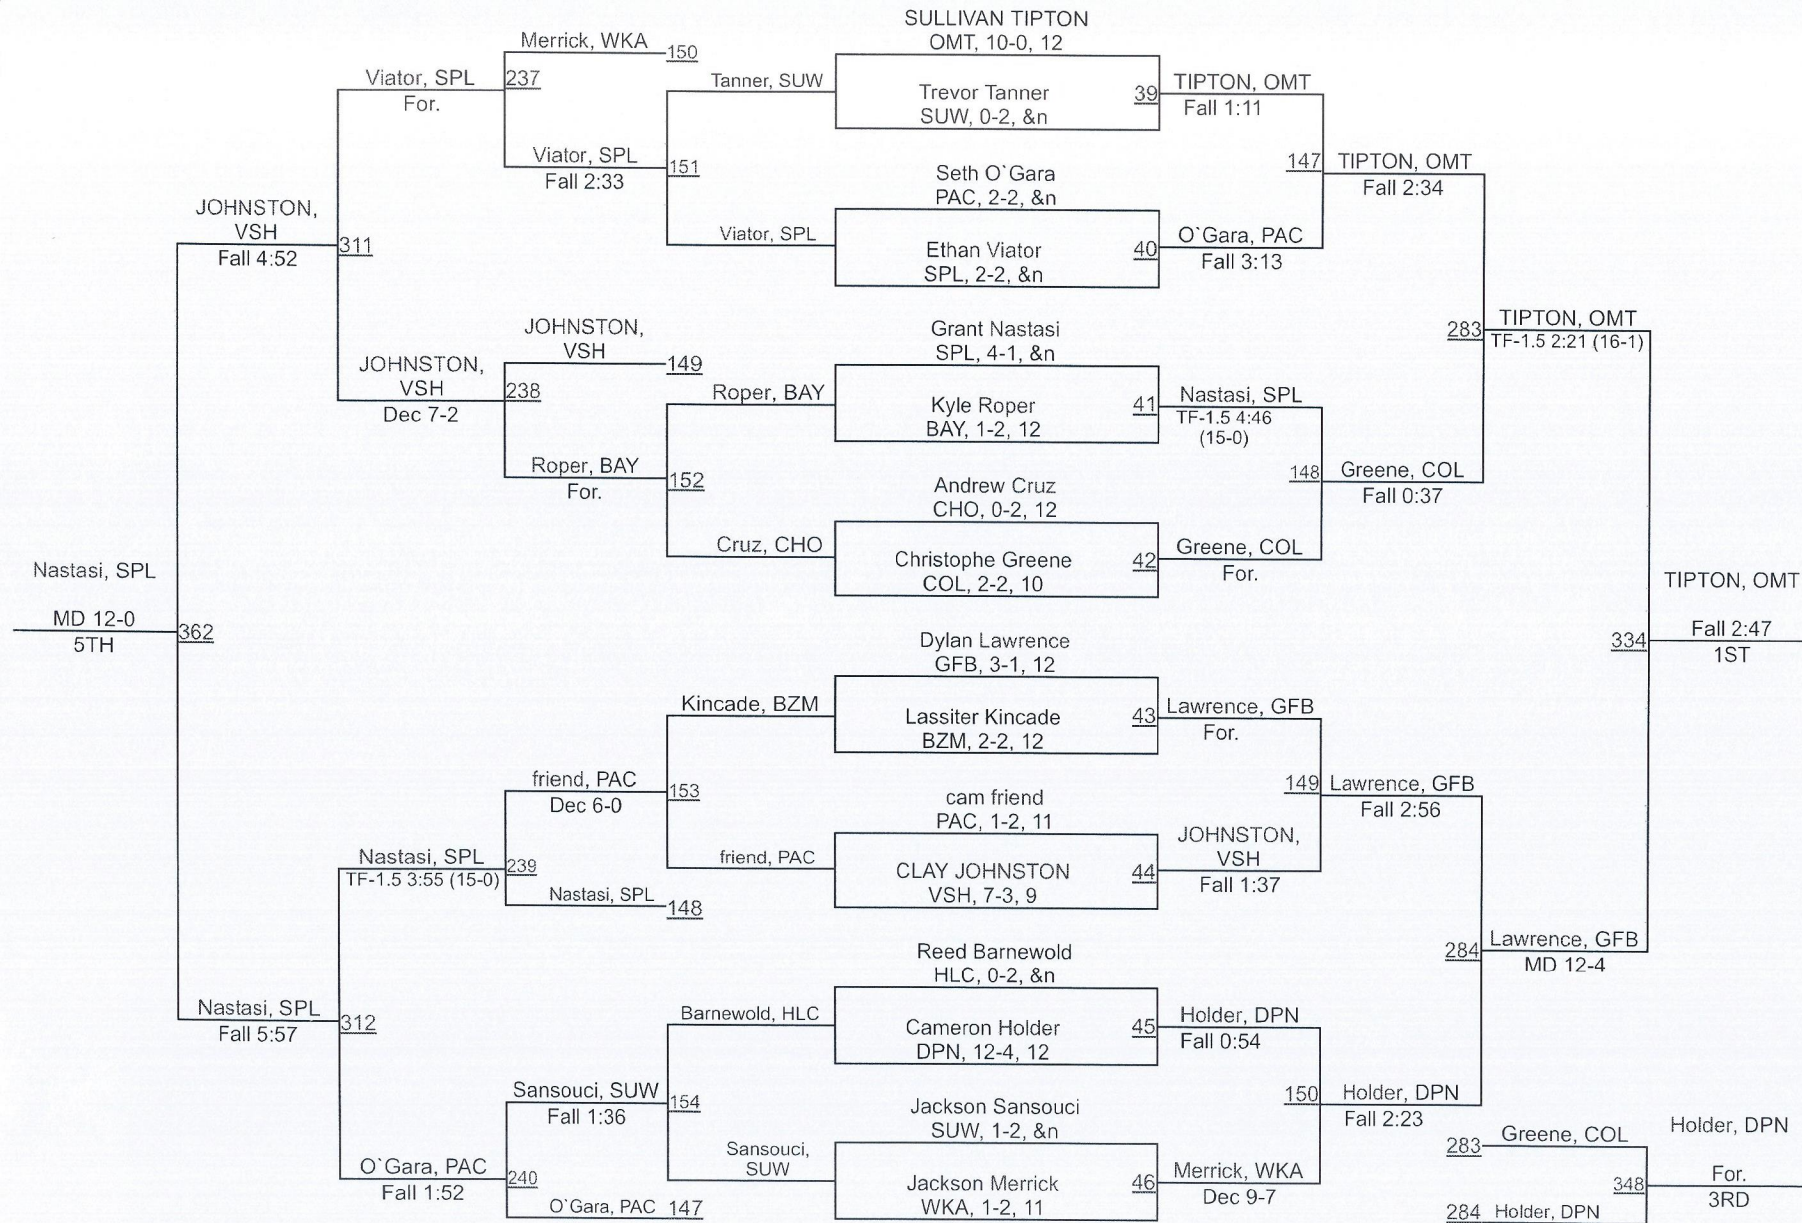 SULLIVAN TIPTON
OMT, 10-0, 12
Trevor Tanner
SUW, 0-2, &n
39
Seth O`Gara
PAC, 2-2, &n
Ethan Viator
SPL, 2-2, &n
40
Grant Nastasi
SPL, 4-1, &n
Kyle Roper
BAY, 1-2, 12
41
Andrew Cruz
CHO, 0-2, 12
Christophe Greene
COL, 2-2, 10
42
Dylan Lawrence
GFB, 3-1, 12
Lassiter Kincade
BZM, 2-2, 12
43
cam friend
PAC, 1-2, 11
CLAY JOHNSTON
VSH, 7-3, 9
44
Reed Barnewold
HLC, 0-2, &n
Cameron Holder
DPN, 12-4, 12
45
Jackson Sansouci
SUW, 1-2, &n
Jackson Merrick
WKA, 1-2, 11
46
TIPTON, OMT
Fall 1:11
O`Gara, PAC
Fall 3:13
Nastasi, SPL
TF-1.5 4:46
(15-0)
Greene, COL
For.
Lawrence, GFB
For.
JOHNSTON,
VSH
Fall 1:37
Holder, DPN
Fall 0:54
Merrick, WKA
Dec 9-7
147
TIPTON, OMT
Fall 2:34
148
Greene, COL
Fall 0:37
149
Lawrence, GFB
Fall 2:56
150
Holder, DPN
Fall 2:23
283
TIPTON, OMT
TF-1.5 2:21 (16-1)
284
Lawrence, GFB
MD 12-4
334
TIPTON, OMT
Fall 2:47
1ST
283
Greene, COL
284
Holder, DPN
348
Holder, DPN
For.
3RD
Tanner, SUW
Viator, SPL
Roper, BAY
Cruz, CHO
Kincade, BZM
friend, PAC
Barnewold, HLC
Sansouci,
SUW
Merrick, WKA
150
Viator, SPL
Fall 2:33
151
JOHNSTON,
VSH
149
Roper, BAY
For.
152
friend, PAC
Dec 6-0
153
Nastasi, SPL
148
Sansouci, SUW
Fall 1:36
154
O`Gara, PAC
147
Viator, SPL
For.
237
JOHNSTON,
VSH
Dec 7-2
238
Nastasi, SPL
TF-1.5 3:55 (15-0)
239
O`Gara, PAC
Fall 1:52
240
JOHNSTON,
VSH
Fall 4:52
311
Nastasi, SPL
Fall 5:57
312
Nastasi, SPL
MD 12-0
5TH
362